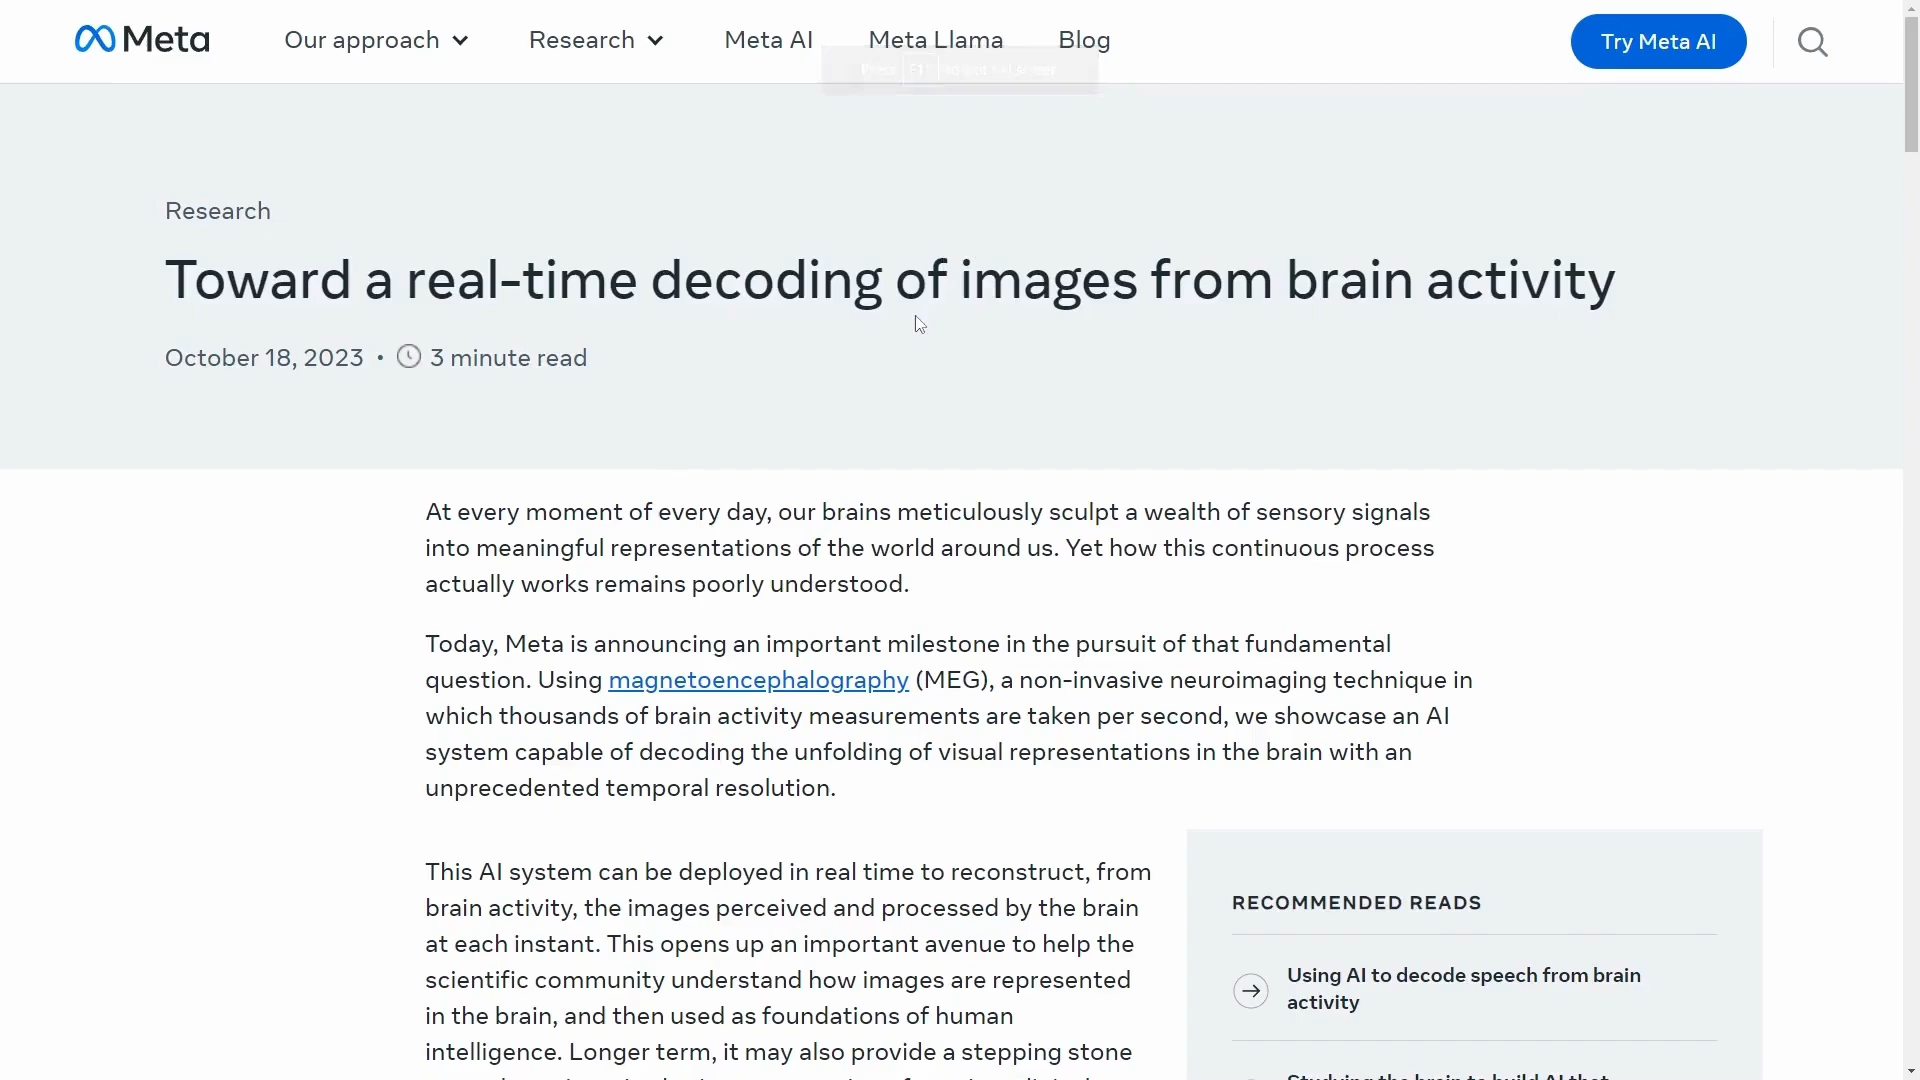 Meta
Our approach
Research
Meta AI
Meta Llama
Blog
Try Meta AI
Research
Toward a real-time decoding of images from brain activity
October 18, 2023 • 3 minute read
At every moment of every day, our brains meticulously sculpt a wealth of sensory signals
into meaningful representations of the world around us. Yet how this continuous process
actually works remains poorly understood.
Today, Meta is announcing an important milestone in the pursuit of that fundamental
question. Using magnetoencephalography (MEG), a non-invasive neuroimaging technique in
which thousands of brain activity measurements are taken per second, we showcase an AI
system capable of decoding the unfolding of visual representations in the brain with an
unprecedented temporal resolution.
This AI system can be deployed in real time to reconstruct, from
brain activity, the images perceived and processed by the brain
at each instant. This opens up an important avenue to help the
scientific community understand how images are represented
in the brain, and then used as foundations of human
intelligence. Longer term, it may also provide a stepping stone
RECOMMENDED READS
Using AI to decode speech from brain
activity
Studying the brain to build AI that